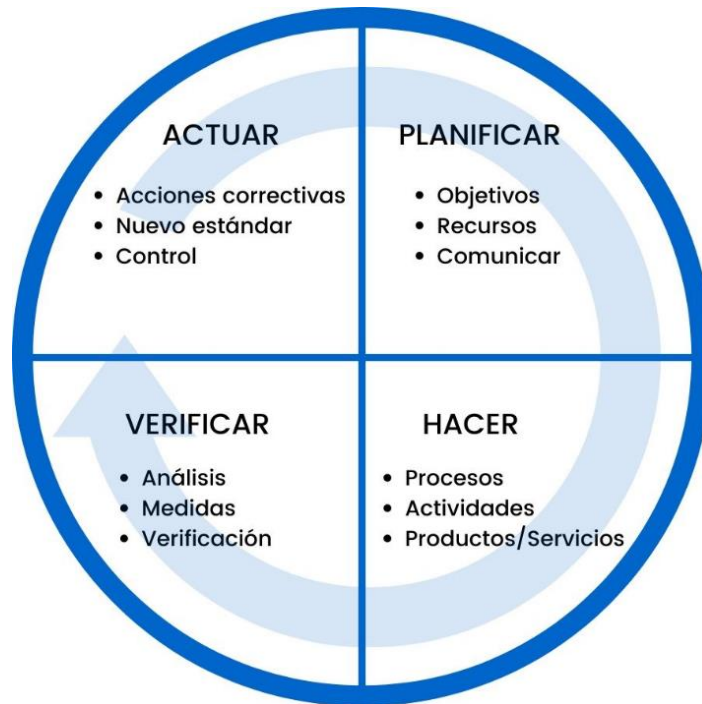 ACTUAR
• Acciones correctivas
• Nuevo estándar
• Control
PLANIFICAR
• Objetivos
• Recursos
• Comunicar
VERIFICAR
• Análisis
• Medidas
• Verificación
HACER
• Procesos
• Actividades
• Productos/Servicios